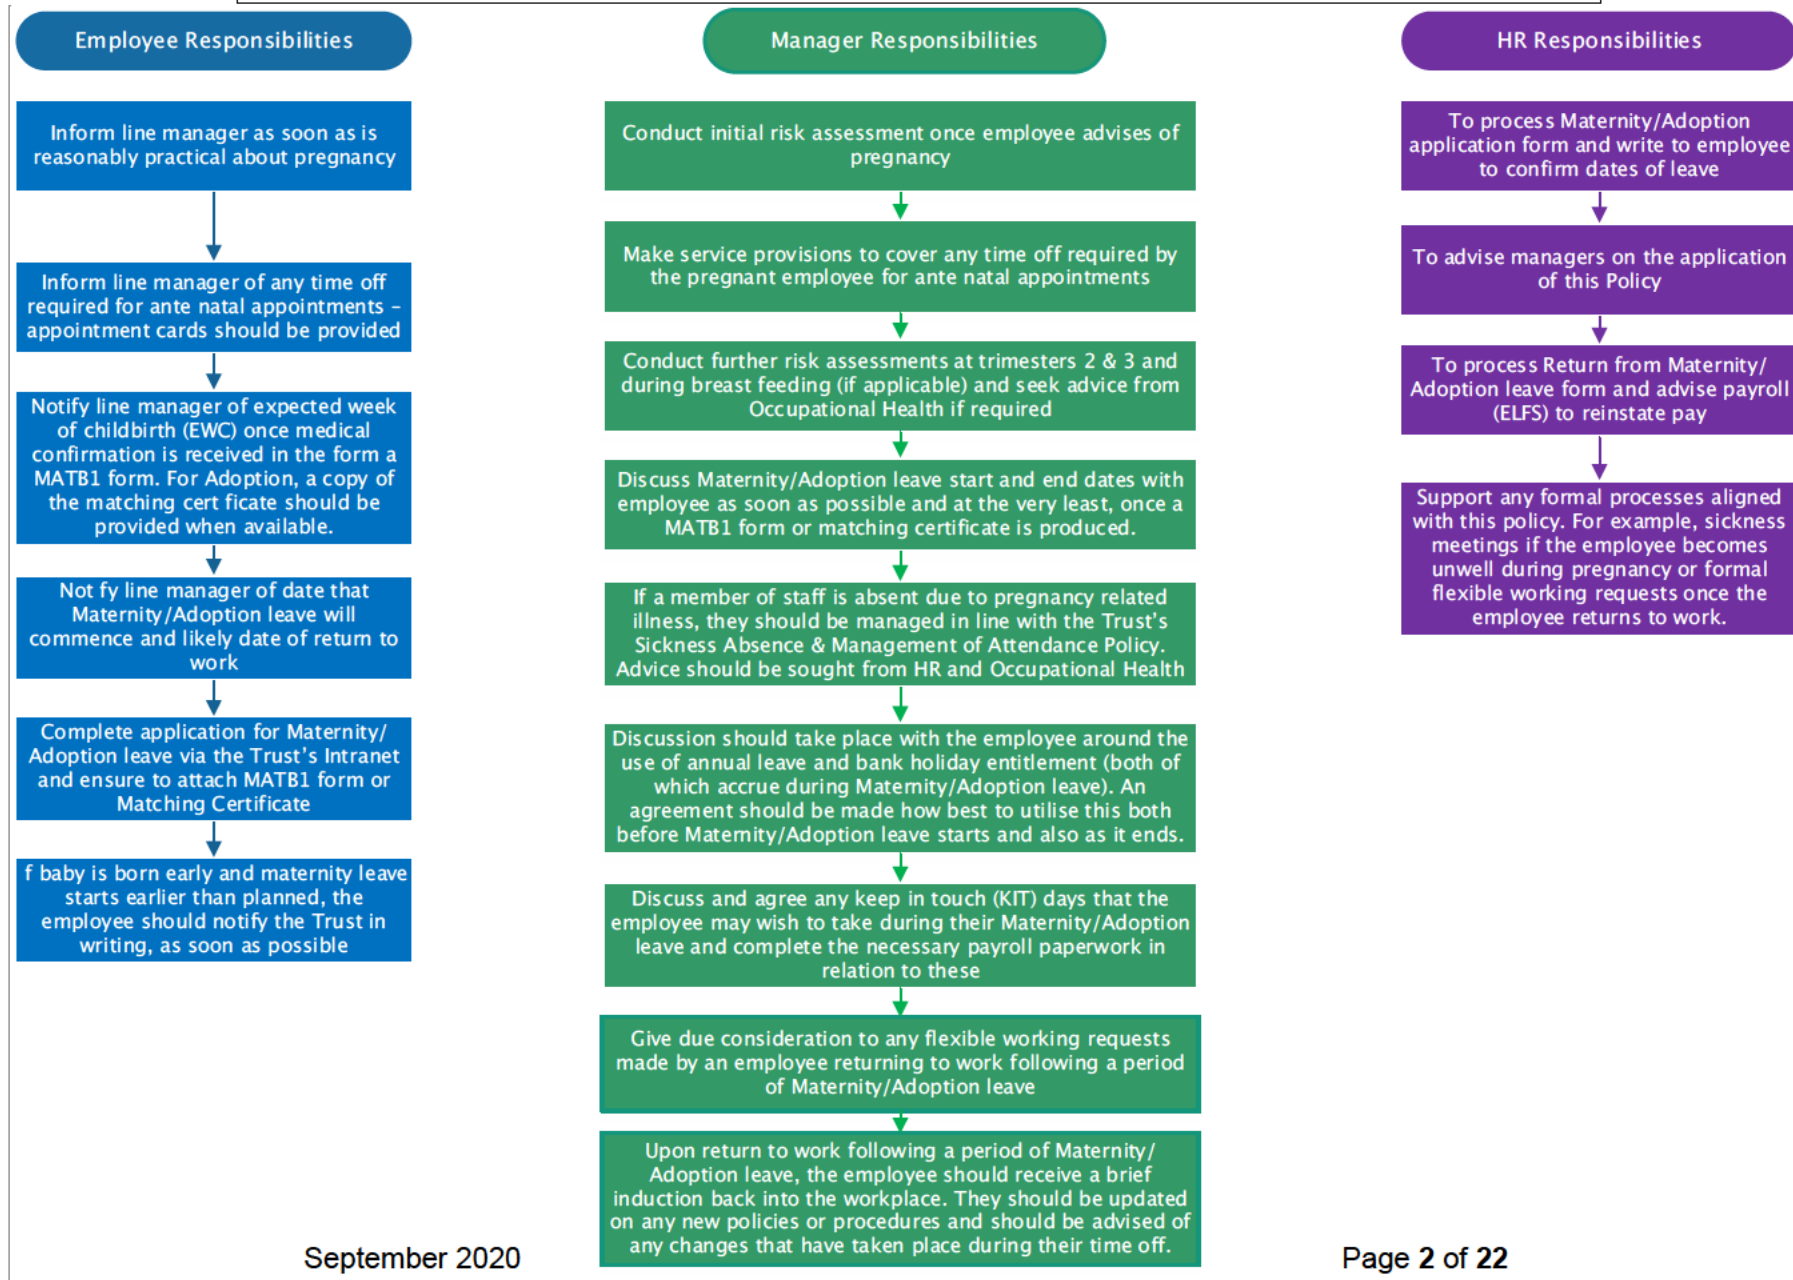 Employee Responsibilities
Inform line manager as soon as is
reasonably practical about pregnancy
Inform line manager of any time off
required for ante natal appointments –
appointment cards should be provided
Notify line manager of expected week
of childbirth (EWC) once medical
confirmation is received in the form a
MATB1 form. For Adoption, a copy of
the matching cert ficate should be
provided when available.
Not fy line manager of date that
Maternity/Adoption leave will
commence and likely date of return to
work
Complete application for Maternity/
Adoption leave via the Trust's Intranet
and ensure to attach MATB1 form or
Matching Certificate
f baby is born early and maternity leave
starts earlier than planned, the
employee should notify the Trust in
writing, as soon as possible
Manager Responsibilities
Conduct initial risk assessment once employee advises of
pregnancy
Make service provisions to cover any time off required by
the pregnant employee for ante natal appointments
Conduct further risk assessments at trimesters 2 & 3 and
during breast feeding (if applicable) and seek advice from
Occupational Health if required
Discuss Maternity/Adoption leave start and end dates with
employee as soon as possible and at the very least, once a
MATB1 form or matching certificate is produced.
If a member of staff is absent due to pregnancy related
illness, they should be managed in line with the Trust's
Sickness Absence & Management of Attendance Policy.
Advice should be sought from HR and Occupational Health
Discussion should take place with the employee around the
use of annual leave and bank holiday entitlement (both of
which accrue during Maternity/Adoption leave). An
agreement should be made how best to utilise this both
before Maternity/Adoption leave starts and also as it ends.
Discuss and agree any keep in touch (KIT) days that the
employee may wish to take during their Maternity/Adoption
leave and complete the necessary payroll paperwork in
relation to these
Give due consideration to any flexible working requests
made by an employee returning to work following a period
of Maternity/Adoption leave
Upon return to work following a period of Maternity/
Adoption leave, the employee should receive a brief
induction back into the workplace. They should be updated
on any new policies or procedures and should be advised of
any changes that have taken place during their time off.
HR Responsibilities
To process Maternity/Adoption
application form and write to employee
to confirm dates of leave
To advise managers on the application
of this Policy
To process Return from Maternity/
Adoption leave form and advise payroll
(ELFS) to reinstate pay
Support any formal processes aligned
with this policy. For example, sickness
meetings if the employee becomes
unwell during pregnancy or formal
flexible working requests once the
employee returns to work.
September 2020
Page 2 of 22